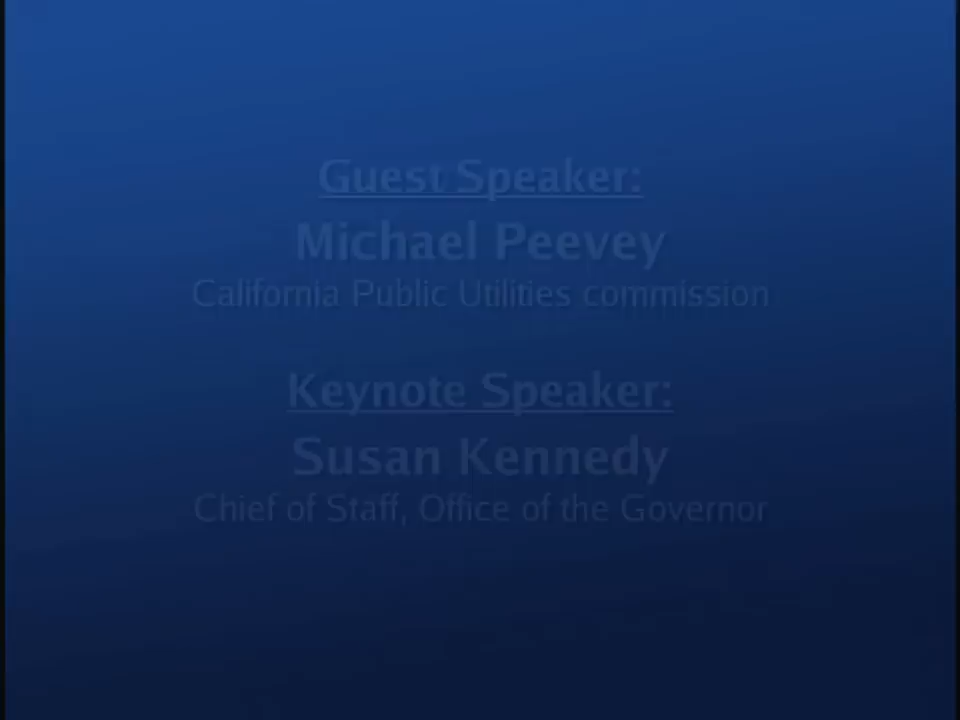 Guest Speaker:
Michael Peevey
California Public Utilities commission
Keynote Speaker:
Susan Kennedy
Chief of Staff, Office of the Governor